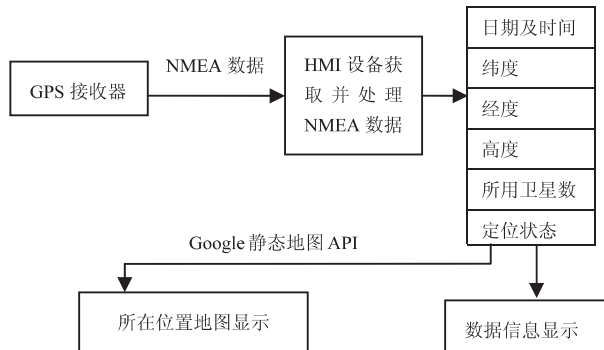 GPS 接收器
NMEA 数据
HMI 设备获
取并处理
NMEA 数据
日期及时间
纬度
经度
高度
所用卫星数
定位状态
Google 静态地图 API
所在位置地图显示
数据信息显示